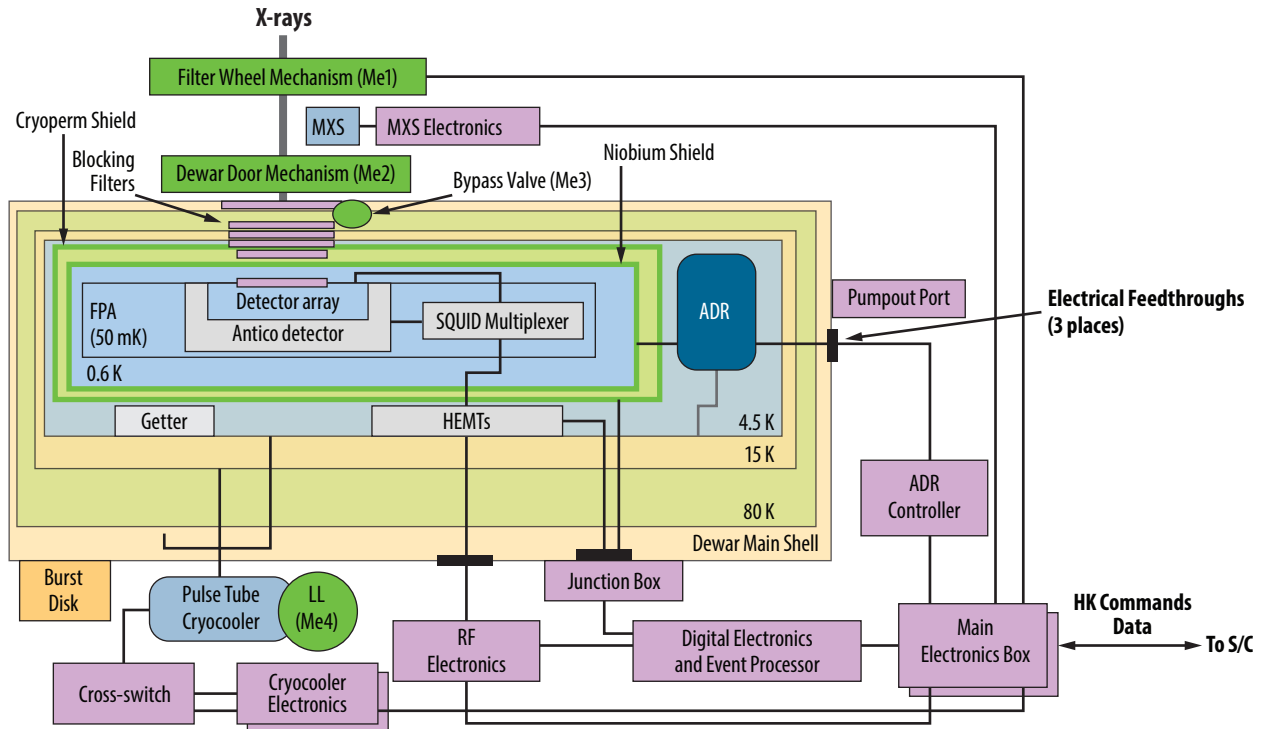 X-rays
Filter Wheel Mechanism (Me1)
Cryoperm Shield
MXS
MXS Electronics
Blocking
Filters
Dewar Door Mechanism (Me2)
Niobium Shield
Bypass Valve (Me3)
FPA
(50 mK)
Detector array
Antico detector
SQUID Multiplexer
ADR
Pumpout Port
Electrical Feedthroughs
(3 places)
0.6 K
Getter
HEMTs
4.5 K
15 K
ADR
Controller
80 K
Dewar Main Shell
Burst
Disk
Pulse Tube
Cryocooler
LL
(Me4)
Junction Box
RF
Electronics
Digital Electronics
and Event Processor
Main
Electronics Box
HK Commands
Data
To S/C
Cross-switch
Cryocooler
Electronics